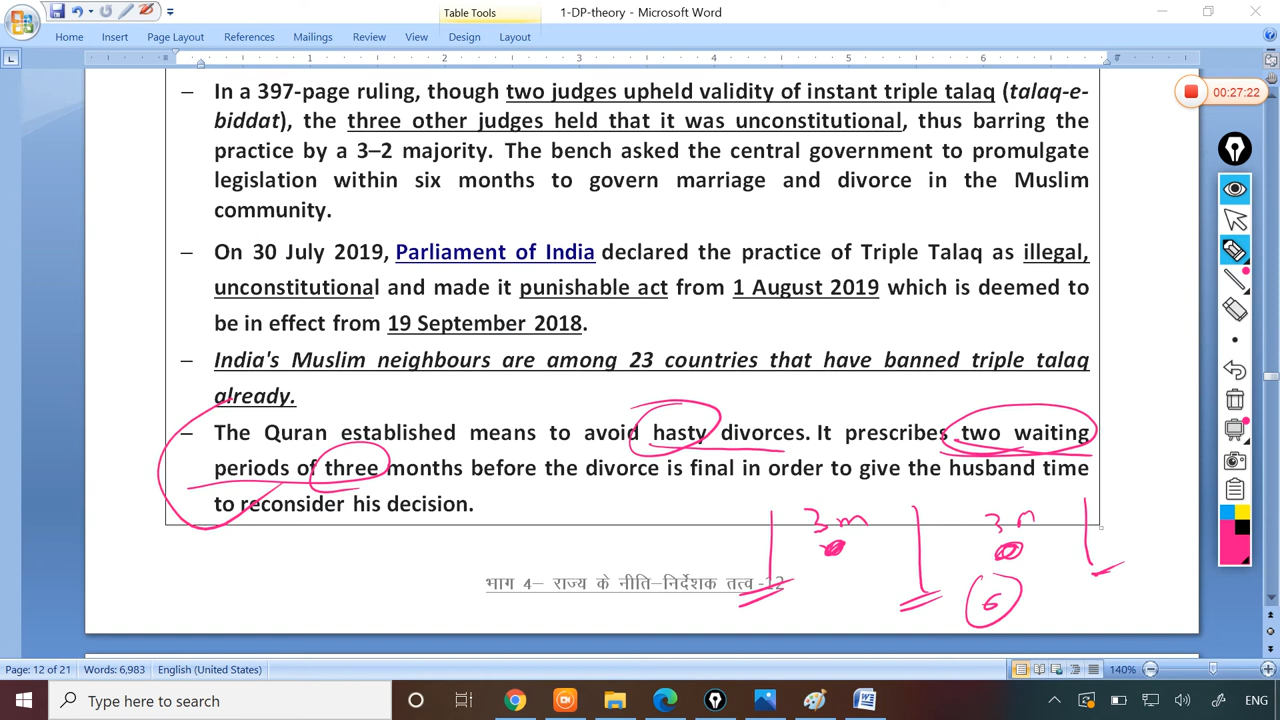 Table Tools
1-DP-theory - Microsoft Word
Home Insert Page Layout References Mailings Review View Design Layout
1 2 3 4 5 6 7
00:27:22
– In a 397-page ruling, though two judges upheld validity of instant triple talaq (talaq-e-
biddat), the three other judges held that it was unconstitutional, thus barring the
practice by a 3–2 majority. The bench asked the central government to promulgate
legislation within six months to govern marriage and divorce in the Muslim
community.
– On 30 July 2019, Parliament of India declared the practice of Triple Talaq as illegal,
unconstitutional and made it punishable act from 1 August 2019 which is deemed to
be in effect from 19 September 2018.
– India's Muslim neighbours are among 23 countries that have banned triple talaq
already.
– The Quran established means to avoid hasty divorces. It prescribes two waiting
periods of three months before the divorce is final in order to give the husband time
to reconsider his decision.
3m 3m
6
भाग 4– राज्य के नीति–निर्देशक तत्व -12
Page: 12 of 21 Words: 6,983 English (United States) 140%
Type here to search ENG